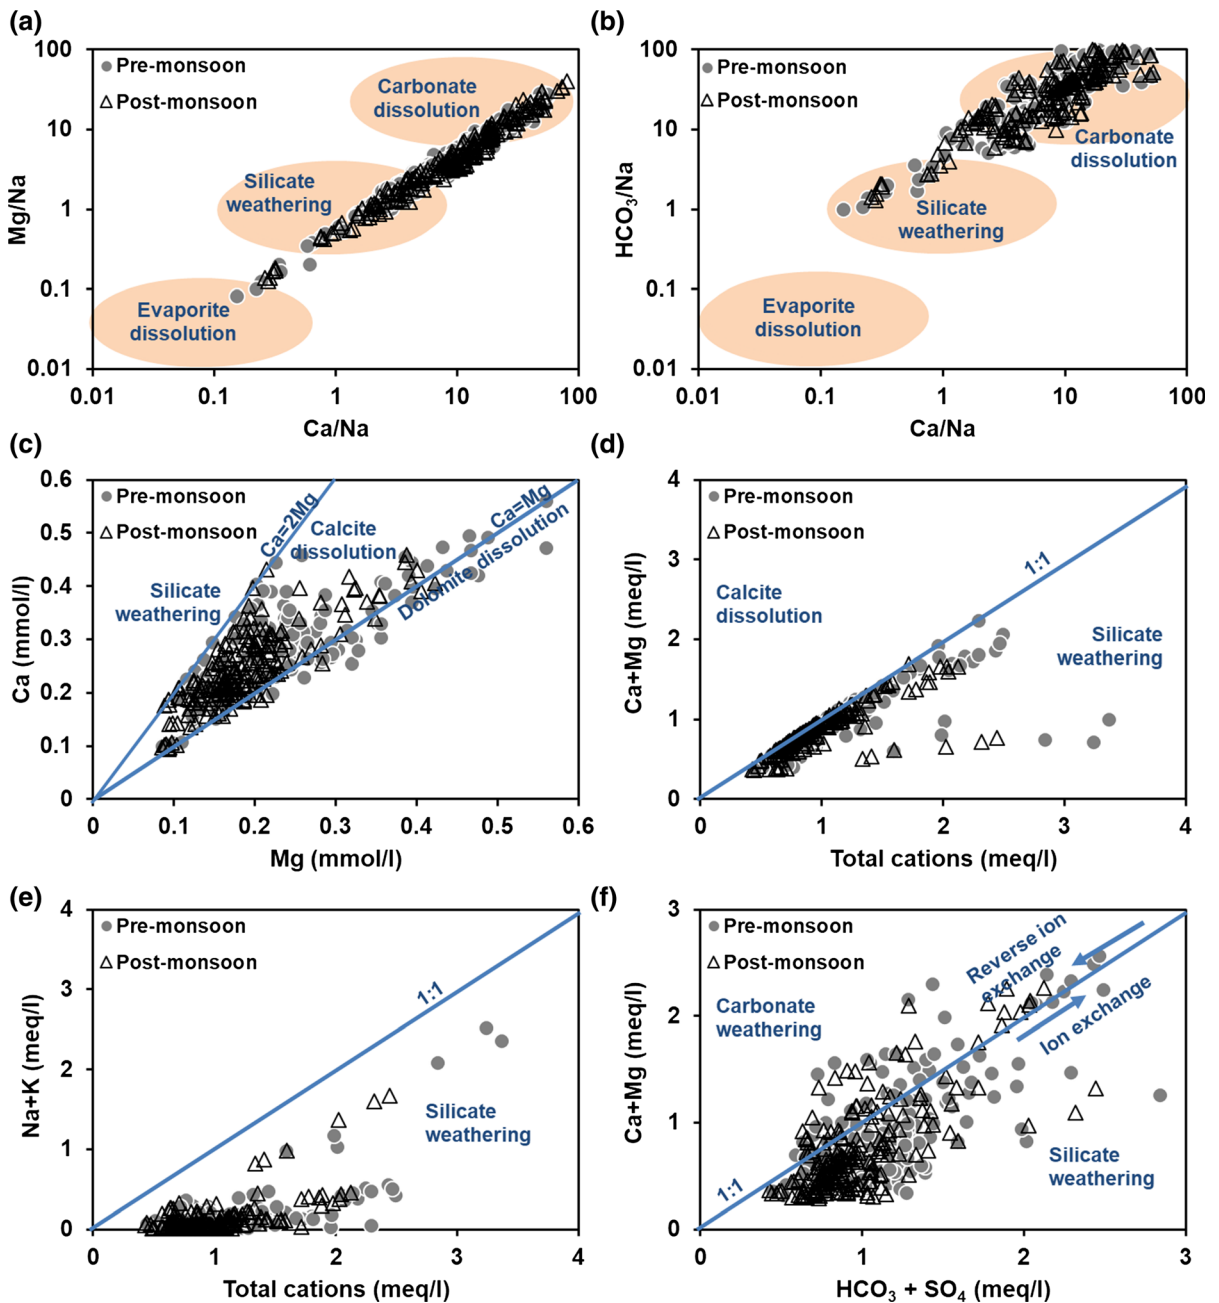 (a)
100
10
1
0.1
0.01
Mg/Na
Pre-monsoon
Post-monsoon
Carbonate
dissolution
Silicate
weathering
Evaporite
dissolution
0.01
0.1
1
10
100
Ca/Na
(b)
100
10
1
0.1
0.01
HCO₃/Na
Pre-monsoon
Post-monsoon
Carbonate
dissolution
Silicate
weathering
Evaporite
dissolution
0.01
0.1
1
10
100
Ca/Na
(c)
0.6
0.5
0.4
0.3
0.2
0.1
0
Ca (mmol/l)
Pre-monsoon
Post-monsoon
Ca=2Mg
Calcite
dissolution
Ca=Mg
Dolomite dissolution
Silicate
weathering
0
0.1
0.2
0.3
0.4
0.5
0.6
Mg (mmol/l)
(d)
4
3
2
1
0
Ca+Mg (meq/l)
Pre-monsoon
Post-monsoon
1:1
Calcite
dissolution
Silicate
weathering
0
1
2
3
4
Total cations (meq/l)
(e)
4
3
2
1
0
Na+K (meq/l)
Pre-monsoon
Post-monsoon
1:1
Silicate
weathering
0
1
2
3
4
Total cations (meq/l)
(f)
3
2
1
0
Ca+Mg (meq/l)
Pre-monsoon
Post-monsoon
Reverse ion
exchange
Ion exchange
Carbonate
weathering
Silicate
weathering
1:1
0
1
2
3
HCO₃ + SO₄ (meq/l)